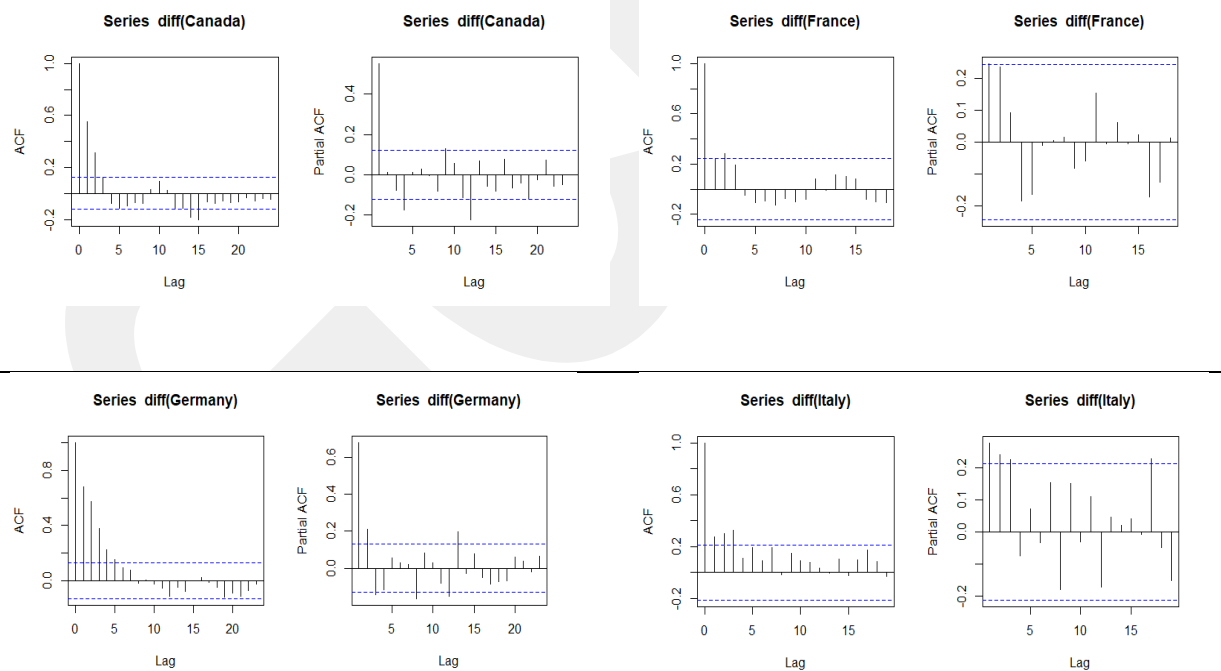 Series diff(Canada)
ACF
-0.2 0.2 0.6 1.0
0 5 10 15 20
Lag
Series diff(Canada)
Partial ACF
-0.2 0.0 0.2 0.4
5 10 15 20
Lag
Series diff(France)
ACF
-0.2 0.2 0.6 1.0
0 5 10 15
Lag
Series diff(France)
Partial ACF
-0.2 0.0 0.1 0.2
5 10 15
Lag
Series diff(Germany)
ACF
0.0 0.4 0.8
0 5 10 15 20
Lag
Series diff(Germany)
Partial ACF
0.0 0.2 0.4 0.6
5 10 15 20
Lag
Series diff(Italy)
ACF
-0.2 0.2 0.6 1.0
0 5 10 15
Lag
Series diff(Italy)
Partial ACF
-0.2 0.0 0.1 0.2
5 10 15
Lag